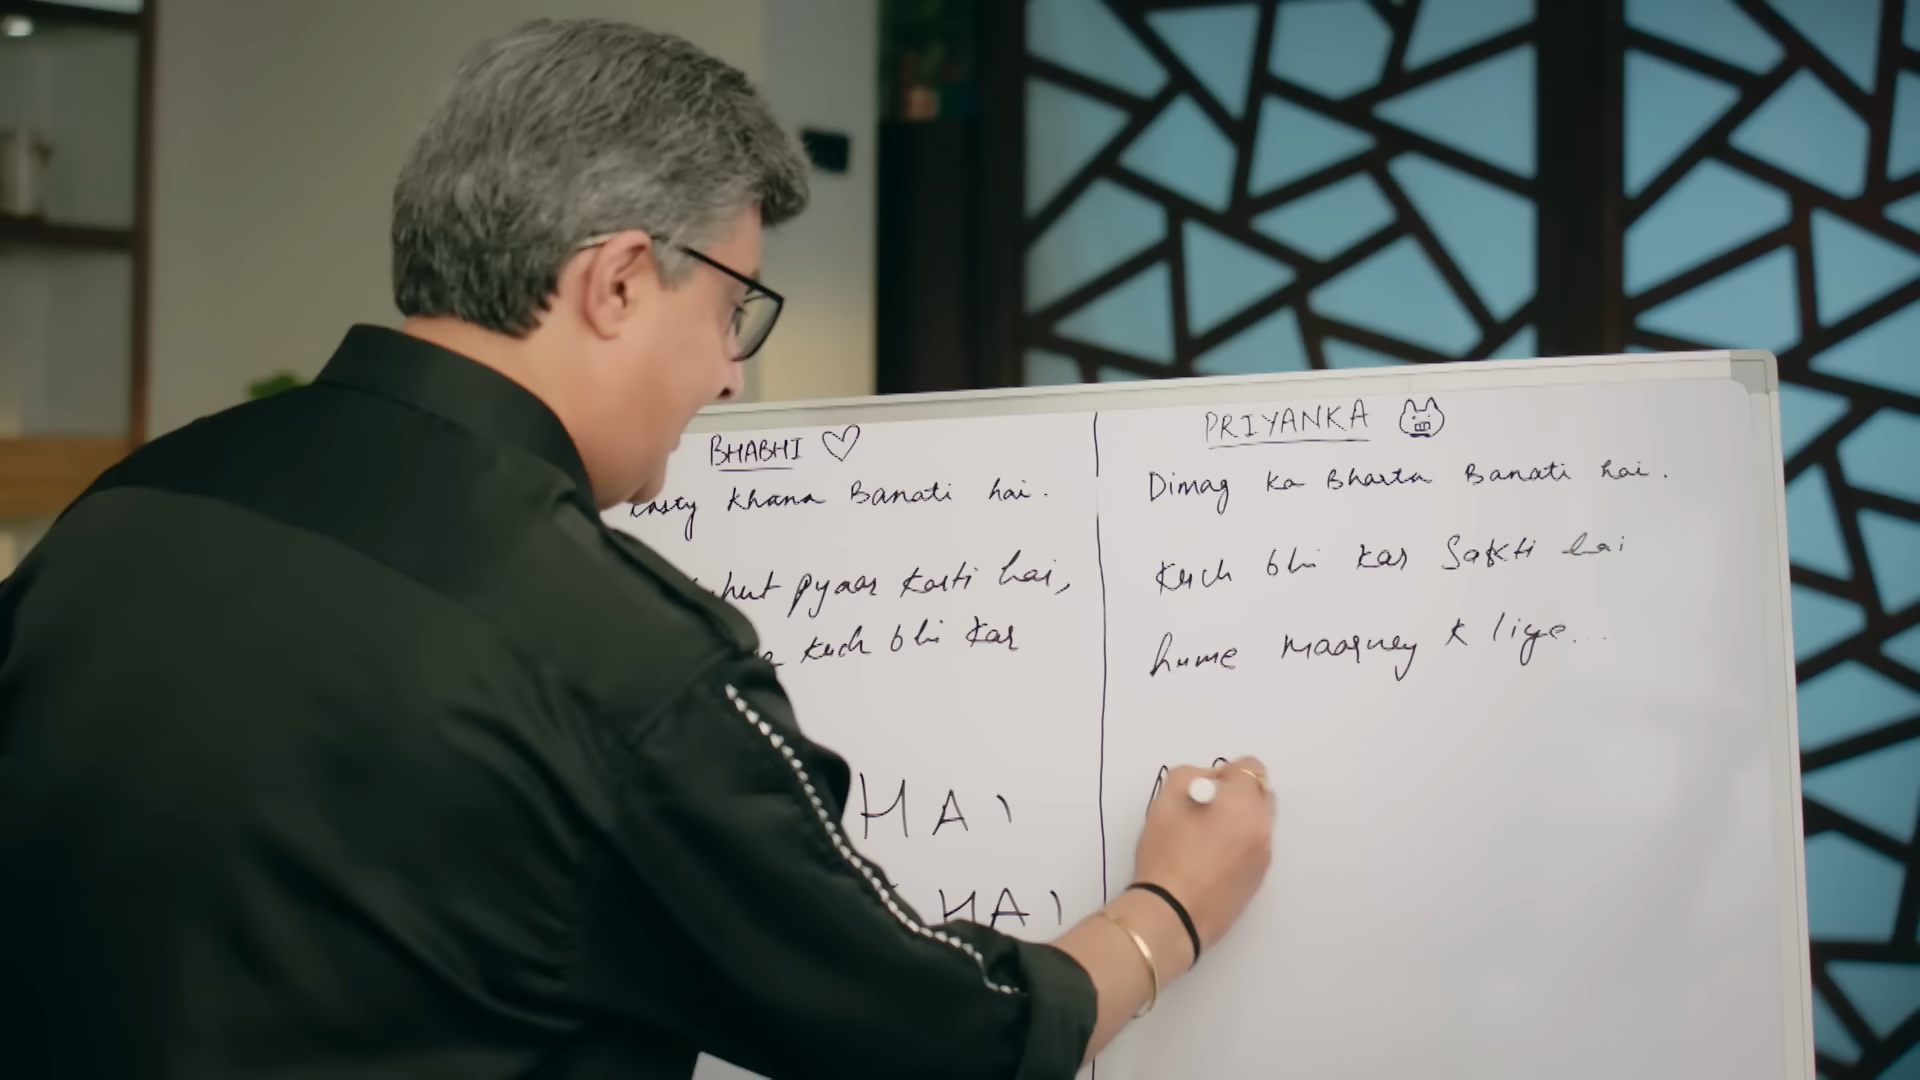 BHABHI
Tasty Khana Banati hai.
pyaar karti hai,
kuch bhi kar
HAI
HAI
PRIYANKA
Dimag ka Bharta Banati hai.
kuch bhi kar Sakti hai
hume maarney k liye...